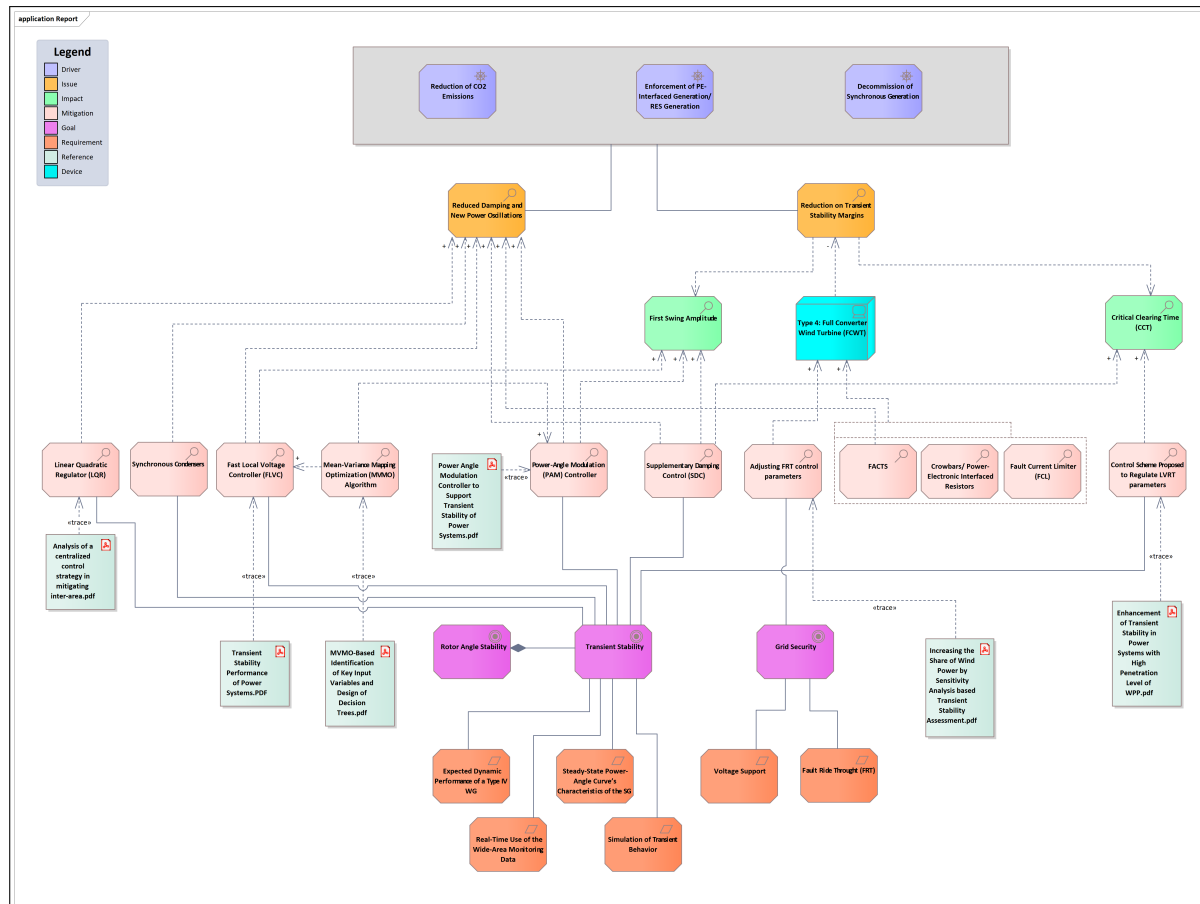 application Report
Legend
Driver
Issue
Impact
Mitigation
Goal
Requirement
Reference
Device
Reduction of CO2
Emissions
Enforcement of PE-
Interfaced Generation/
RES Generation
Decommission of
Synchronous Generation
Reduced Damping and
New Power Oscillations
Reduction on Transient
Stability Margins
+
+
+
+
+
+
-
First Swing Amplitude
Type 4: Full Converter
Wind Turbine (FCWT)
Critical Clearing Time
(CCT)
+
+
+
+
+
+
+
Linear Quadratic
Regulator (LQR)
Synchronous Condensers
Fast Local Voltage
Controller (FLVC)
+
Mean-Variance Mapping
Optimization (MVMO)
Algorithm
Power Angle
Modulation
Controller to
Support
Transient
Stability of
Power
Systems.pdf
«trace»
+
Power-Angle Modulation
(PAM) Controller
Supplementary Damping
Control (SDC)
Adjusting FRT control
parameters
FACTS
Crowbars/ Power-
Electronic Interfaced
Resistors
Fault Current Limiter
(FCL)
Control Scheme Proposed
to Regulate LVRT
parameters
«trace»
Analysis of a
centralized
control
strategy in
mitigating
inter-area.pdf
«trace»
«trace»
«trace»
«trace»
Transient
Stability
Performance
of Power
Systems.PDF
MVMO-Based
Identification
of Key Input
Variables and
Design of
Decision
Trees.pdf
Rotor Angle Stability
Transient Stability
Grid Security
Increasing the
Share of Wind
Power by
Sensitivity
Analysis based
Transient
Stability
Assessment.pdf
Enhancement
of Transient
Stability in
Power
Systems with
High
Penetration
Level of
WPP.pdf
Expected Dynamic
Performance of a Type IV
WG
Steady-State Power-
Angle Curve's
Characteristics of the SG
Voltage Support
Fault Ride Throught (FRT)
Real-Time Use of the
Wide-Area Monitoring
Data
Simulation of Transient
Behavior